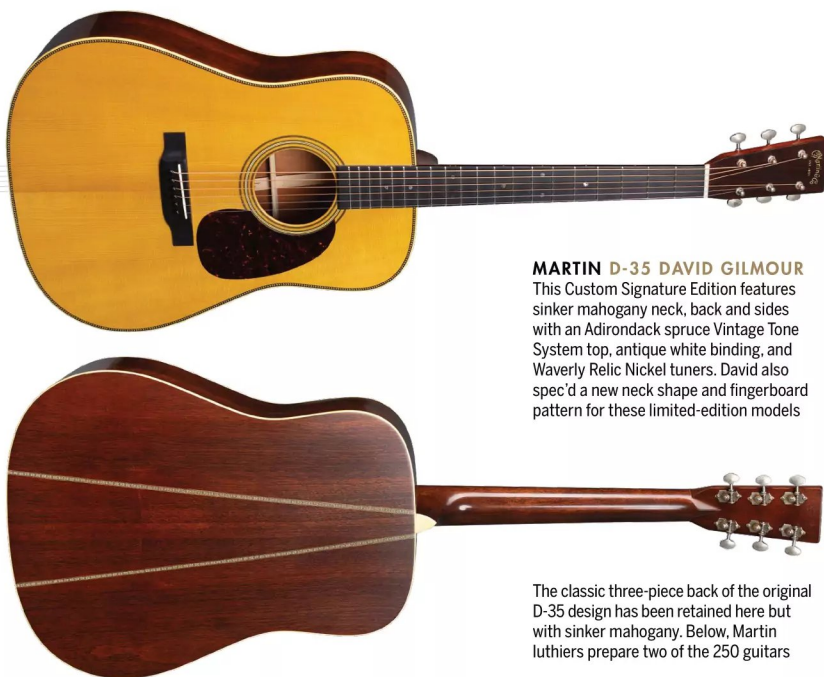 MARTIN D-35 DAVID GILMOUR
This Custom Signature Edition features
sinker mahogany neck, back and sides
with an Adirondack spruce Vintage Tone
System top, antique white binding, and
Waverly Relic Nickel tuners. David also
spec’d a new neck shape and fingerboard
pattern for these limited-edition models
The classic three-piece back of the original
D-35 design has been retained here but
with sinker mahogany. Below, Martin
luthiers prepare two of the 250 guitars